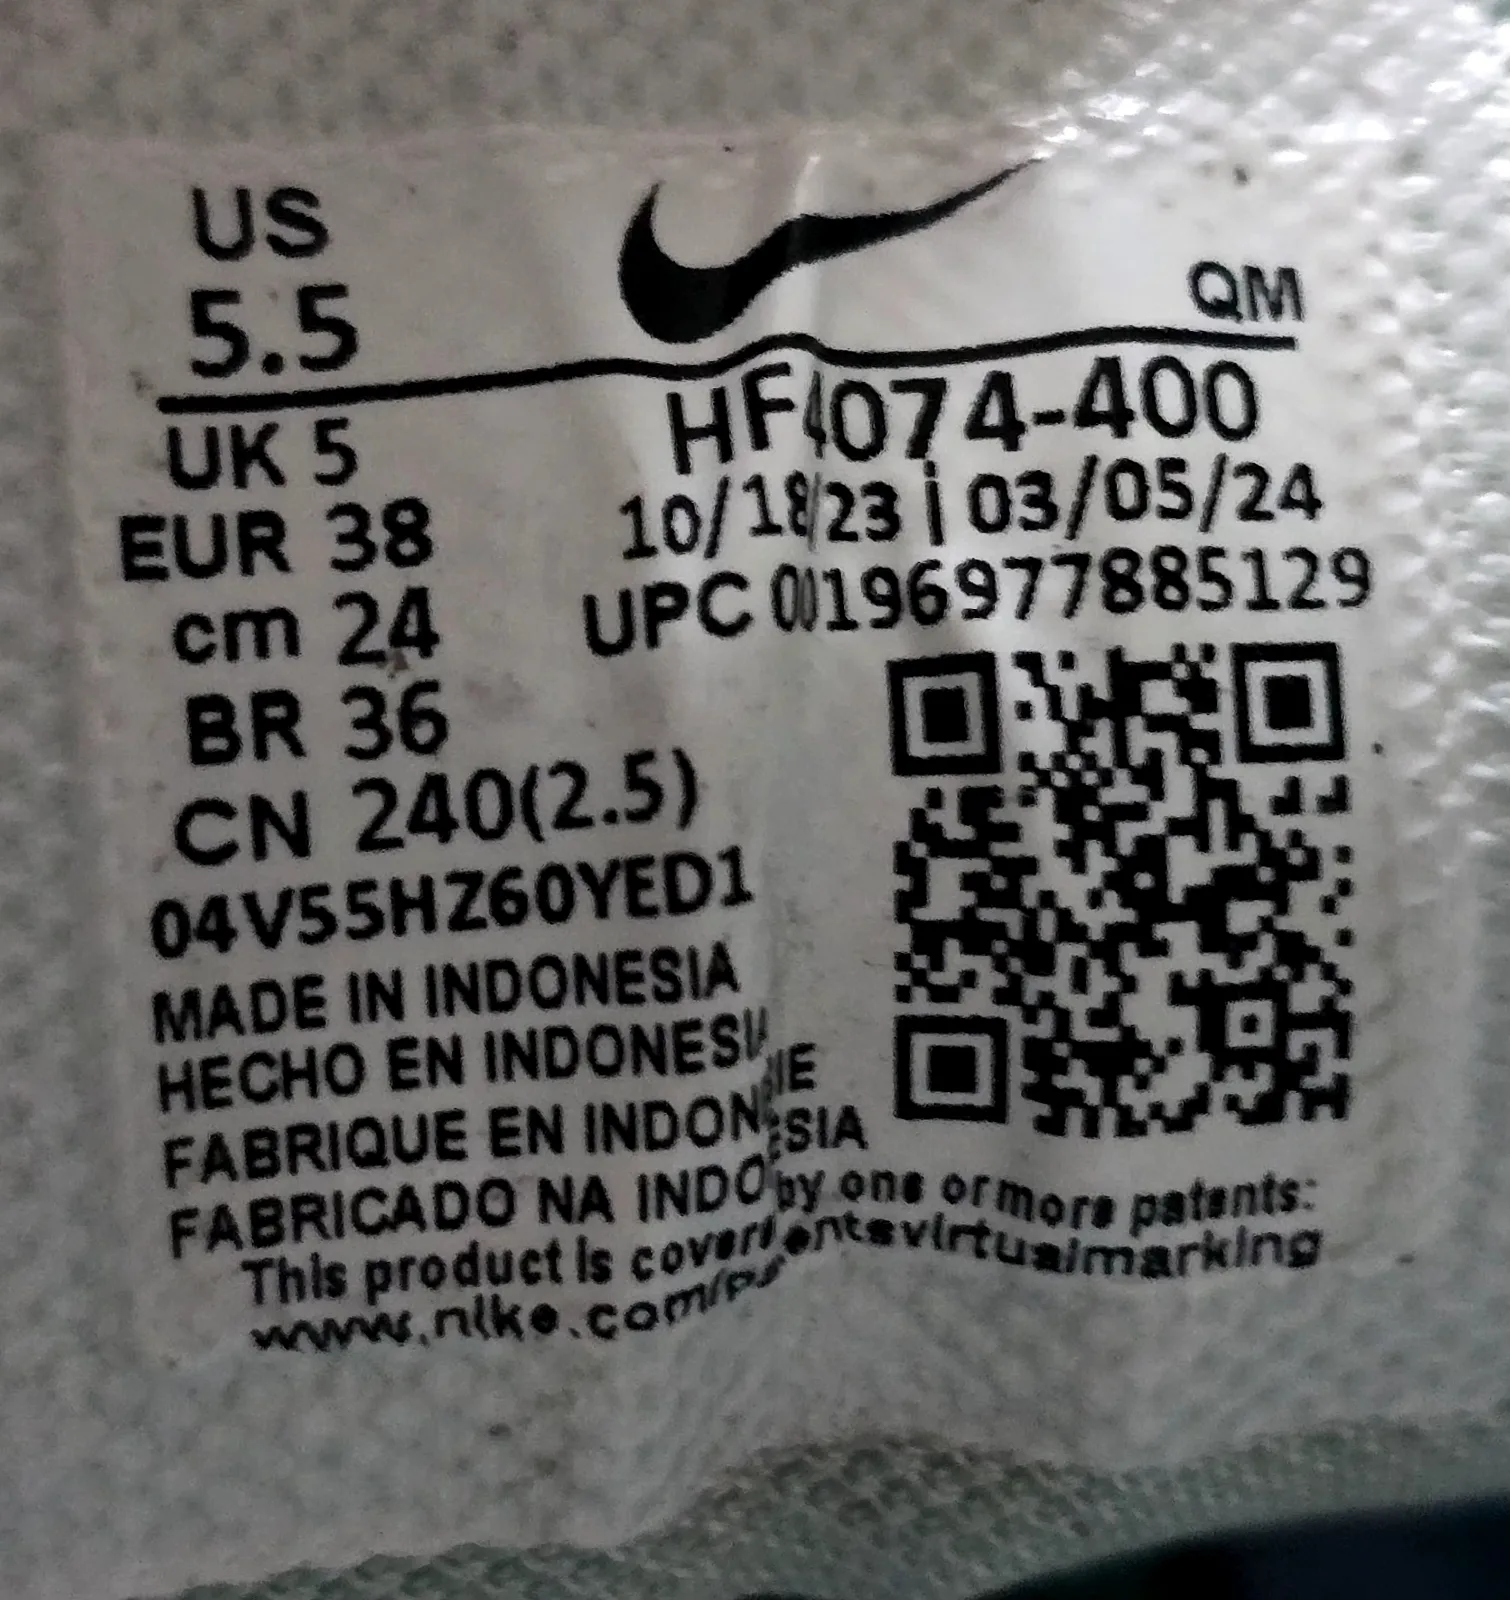 US
5.5
QM
UK 5
EUR 38
cm 24
BR 36
CN 240(2.5)
04V55HZ60YED1
HF4074-400
10/18/23 | 03/05/24
UPC 00196977885129
MADE IN INDONESIA
HECHO EN INDONESIA
FABRIQUE EN INDONESIE
FABRICADO NA INDONESIA
This product is covered by one or more patents:
www.nike.com/patentsvirtualmarking